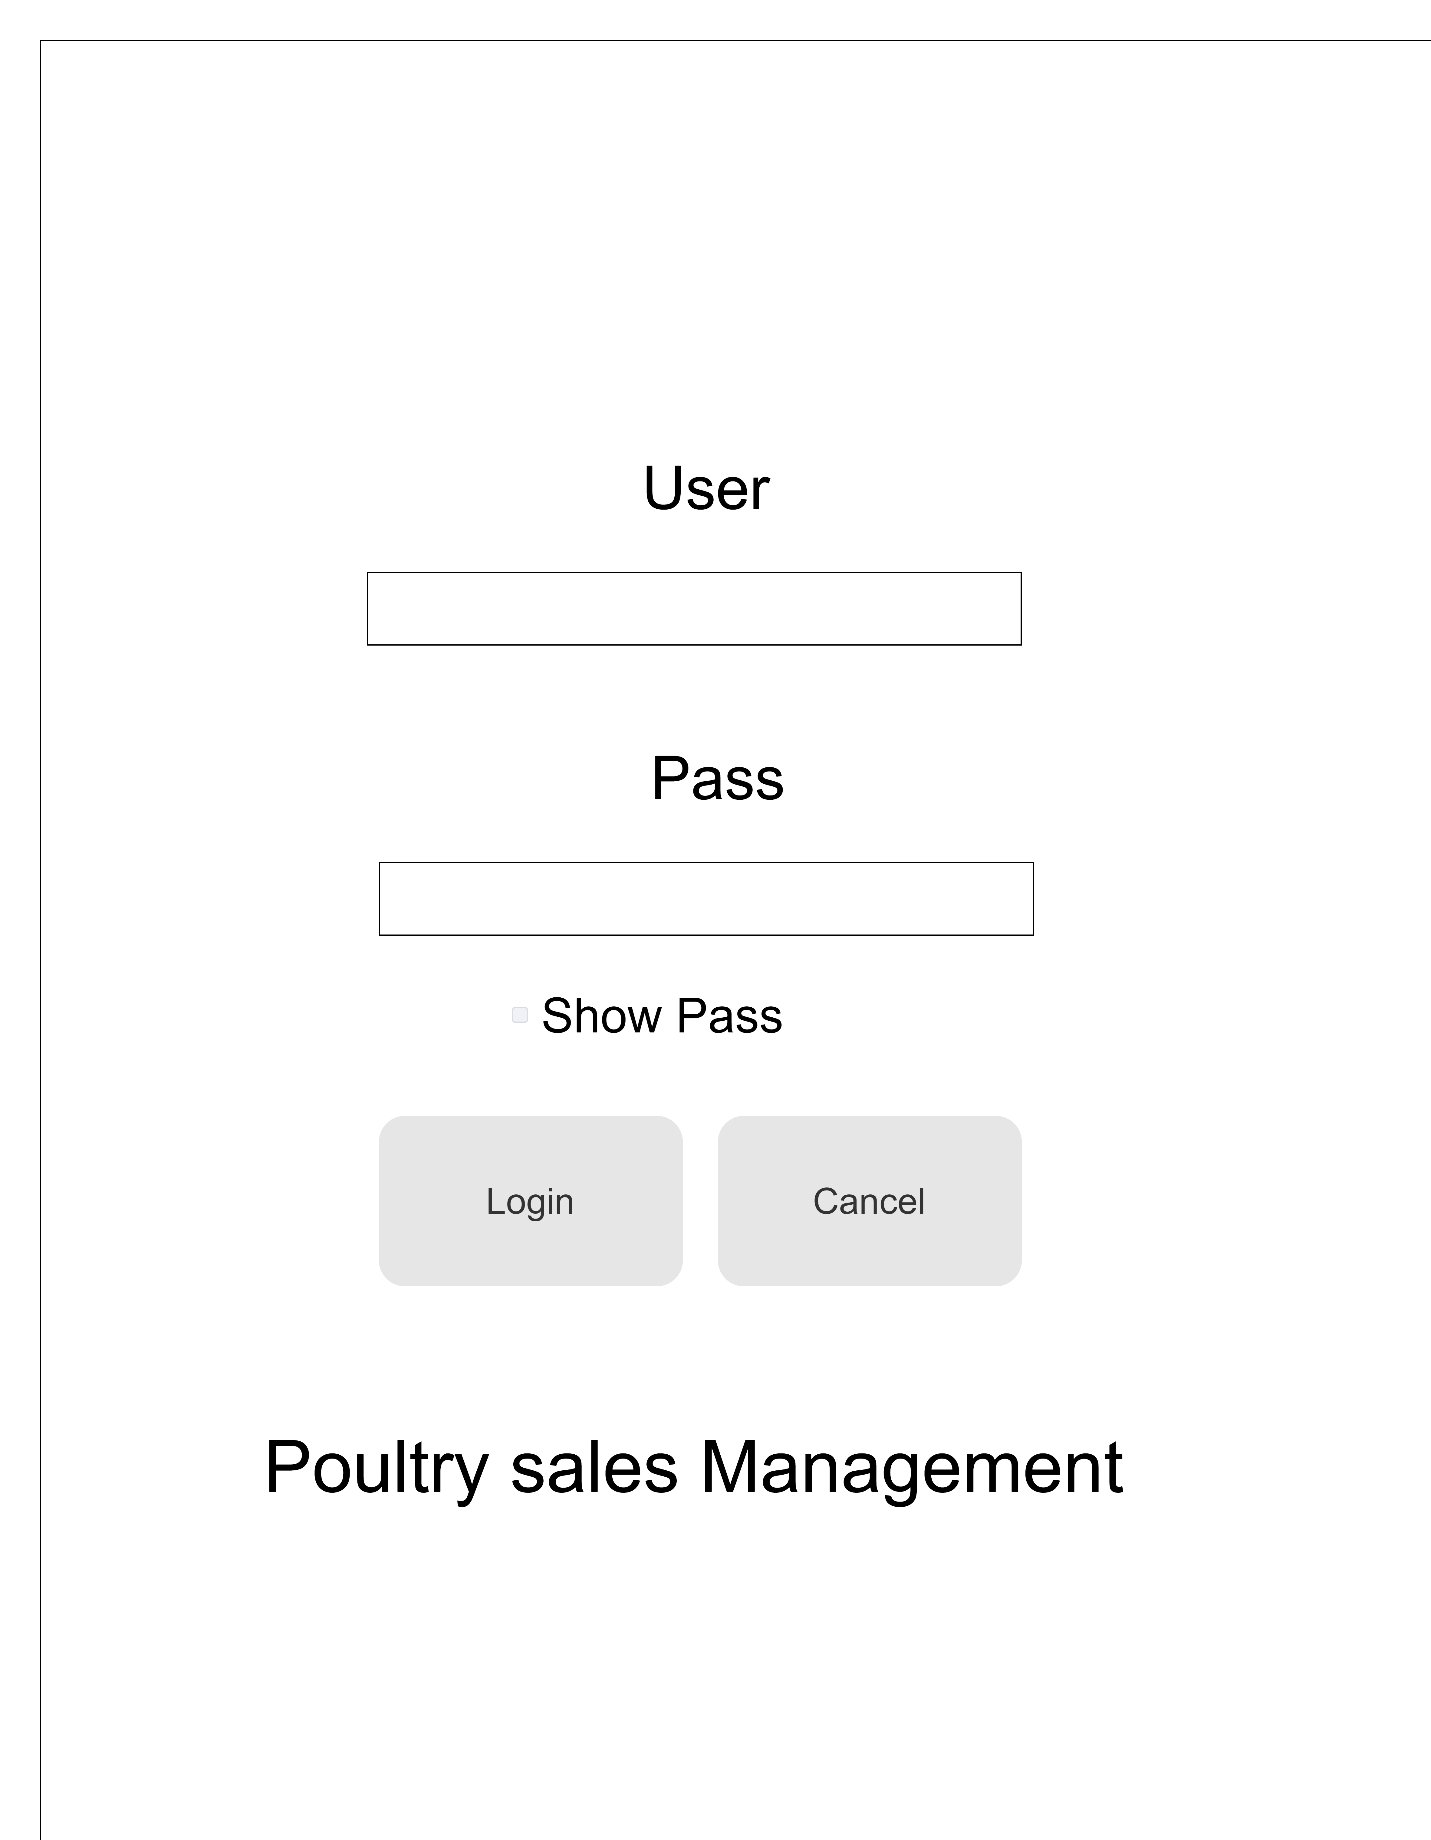 User
Pass
Show Pass
Login
Cancel
Poultry sales Management